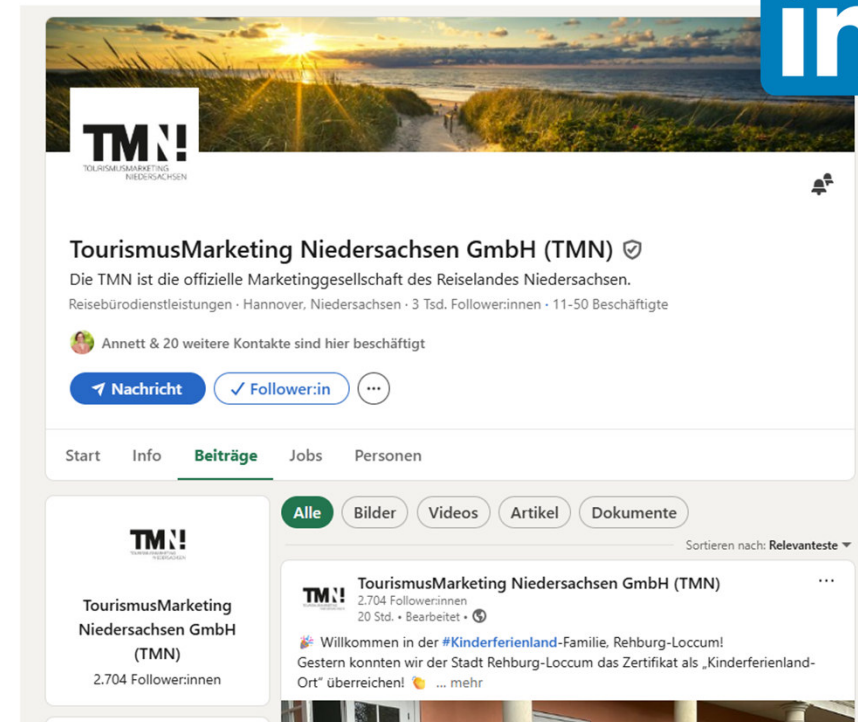 in
TMN!
TOURISMUSMARKETING
NIEDERSACHSEN
TourismusMarketing Niedersachsen GmbH (TMN)
Die TMN ist die offizielle Marketinggesellschaft des Reiselandes Niedersachsen.
Reisebürodienstleistungen · Hannover, Niedersachsen · 3 Tsd. Follower:innen · 11-50 Beschäftigte
Annett & 20 weitere Kontakte sind hier beschäftigt
Nachricht
Follower:in
Start Info Beiträge Jobs Personen
Alle Bilder Videos Artikel Dokumente
Sortieren nach: Relevanteste
TMN!
TOURISMUSMARKETING
NIEDERSACHSEN
TourismusMarketing
Niedersachsen GmbH
(TMN)
2.704 Follower:innen
TMN!
TourismusMarketing Niedersachsen GmbH (TMN)
2.704 Follower:innen
20 Std. • Bearbeitet •
🎉 Willkommen in der #Kinderferienland-Familie, Rehburg-Loccum!
Gestern konnten wir der Stadt Rehburg-Loccum das Zertifikat als „Kinderferienland-
Ort“ überreichen! 👏 ... mehr